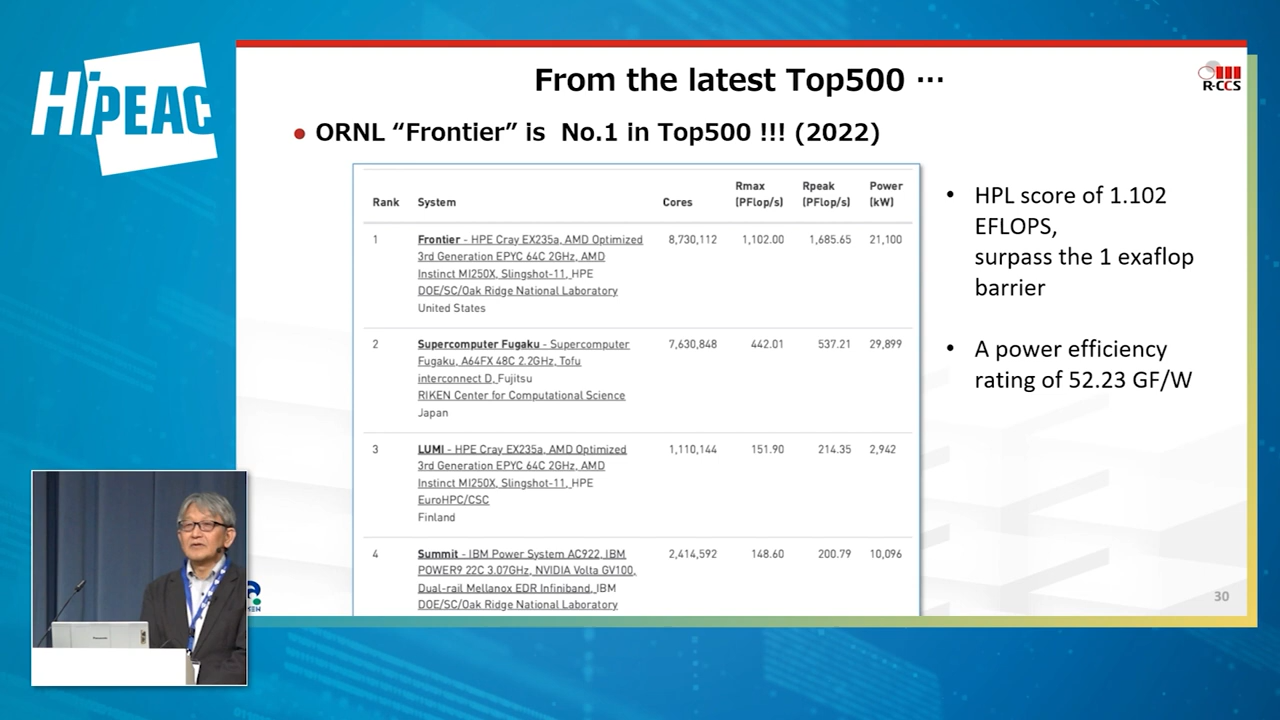 HiPEAC
From the latest Top500 …
R-CCS
● ORNL “Frontier” is No.1 in Top500 !!! (2022)
Rank System Cores Rmax (PFlop/s) Rpeak (PFlop/s) Power (kW)
1 Frontier - HPE Cray EX235a, AMD Optimized 8,730,112 1,102.00 1,685.65 21,100
3rd Generation EPYC 64C 2GHz, AMD
Instinct MI250X, Slingshot-11, HPE
DOE/SC/Oak Ridge National Laboratory
United States
2 Supercomputer Fugaku - Supercomputer 7,630,848 442.01 537.21 29,899
Fugaku, A64FX 48C 2.2GHz, Tofu
interconnect D, Fujitsu
RIKEN Center for Computational Science
Japan
3 LUMI - HPE Cray EX235a, AMD Optimized 1,110,144 151.90 214.35 2,942
3rd Generation EPYC 64C 2GHz, AMD
Instinct MI250X, Slingshot-11, HPE
EuroHPC/CSC
Finland
4 Summit - IBM Power System AC922, IBM 2,414,592 148.60 200.79 10,096
POWER9 22C 3.07GHz, NVIDIA Volta GV100,
Dual-rail Mellanox EDR Infiniband, IBM
DOE/SC/Oak Ridge National Laboratory
• HPL score of 1.102
EFLOPS,
surpass the 1 exaflop
barrier
• A power efficiency
rating of 52.23 GF/W
30